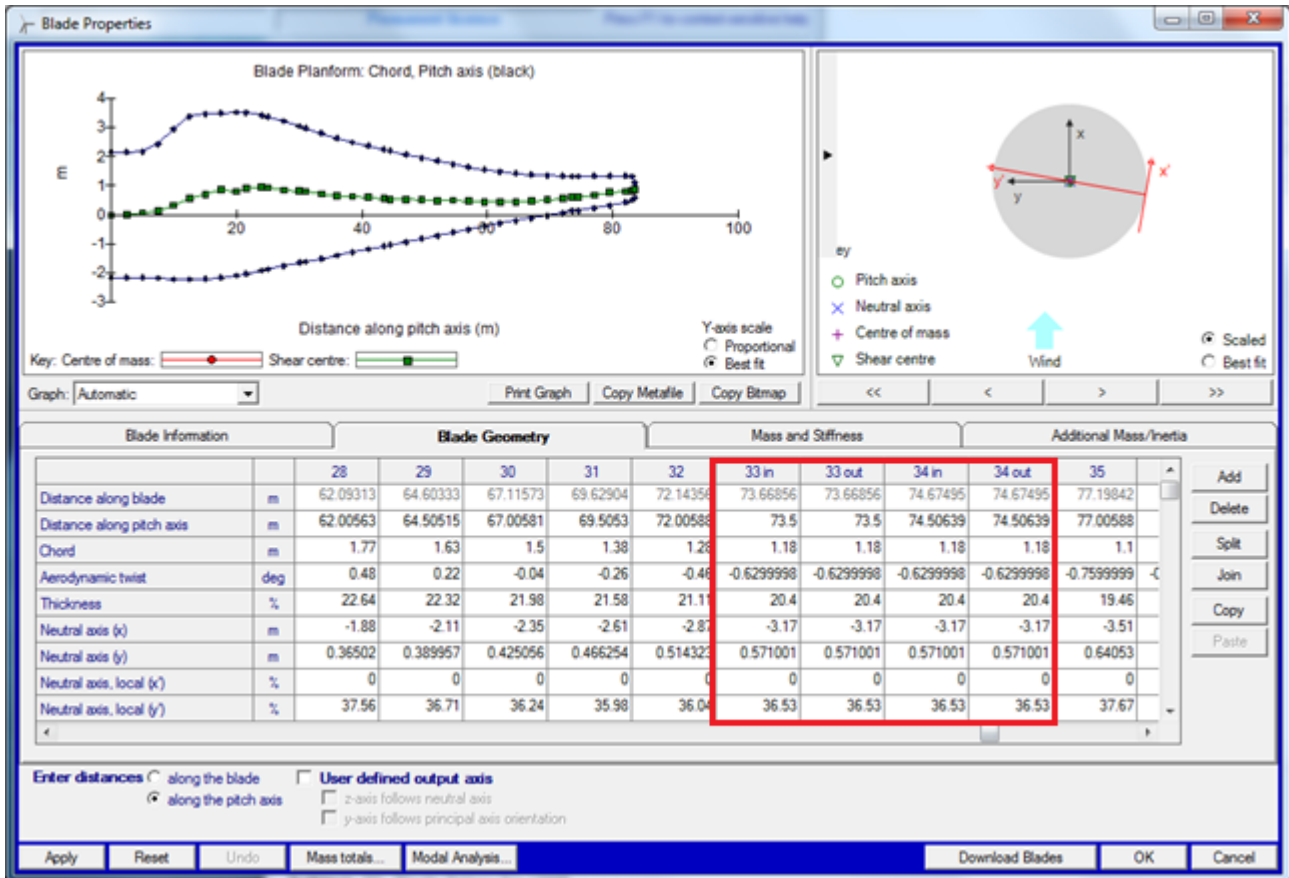 Blade Properties
Blade Planform: Chord, Pitch axis (black)
4
3
2
1
0
-1
-2
-3
m
20
40
60
80
100
Distance along pitch axis (m)
Y-axis scale
Proportional
Best fit
Key: Centre of mass:
Shear centre:
x
x'
y'
y
ey
Pitch axis
Neutral axis
Centre of mass
Shear centre
Wind
Scaled
Best fit
Graph: Automatic
Print Graph Copy Metafile Copy Bitmap
<< < > >>
Blade Information Blade Geometry Mass and Stiffness Additional Mass/Inertia
28 29 30 31 32 33 in 33 out 34 in 34 out 35
Distance along blade m 62.09313 64.60333 67.11573 69.62904 72.14356 73.66856 73.66856 74.67495 74.67495 77.19842
Distance along pitch axis m 62.00563 64.50515 67.00581 69.5053 72.00588 73.5 73.5 74.50639 74.50639 77.00588
Chord m 1.77 1.63 1.5 1.38 1.28 1.18 1.18 1.18 1.18 1.1
Aerodynamic twist deg 0.48 0.22 -0.04 -0.26 -0.46 -0.6299998 -0.6299998 -0.6299998 -0.6299998 -0.7599999
Thickness % 22.64 22.32 21.98 21.58 21.11 20.4 20.4 20.4 20.4 19.46
Neutral axis (x) m -1.88 -2.11 -2.35 -2.61 -2.87 -3.17 -3.17 -3.17 -3.17 -3.51
Neutral axis (y) m 0.36502 0.389957 0.425056 0.466254 0.514323 0.571001 0.571001 0.571001 0.571001 0.64053
Neutral axis, local (x') % 0 0 0 0 0 0 0 0 0 0
Neutral axis, local (y') % 37.56 36.71 36.24 35.98 36.04 36.53 36.53 36.53 36.53 37.67
Add
Delete
Split
Join
Copy
Paste
Enter distances along the blade
along the pitch axis
User defined output axis
z-axis follows neutral axis
y-axis follows principal axis orientation
Apply Reset Undo Mass totals... Modal Analysis... Download Blades OK Cancel